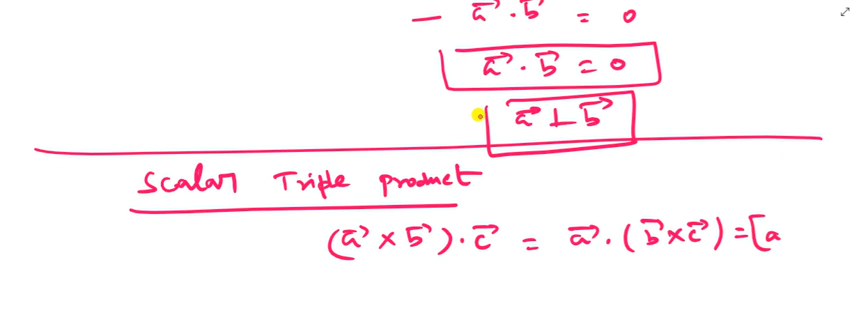 — a⃗ · b⃗ = 0
a⃗ · b⃗ = 0
a⃗ ⊥ b⃗
Scalar Triple product
(a⃗ × b⃗) · c⃗ = a⃗ · (b⃗ × c⃗) = [a